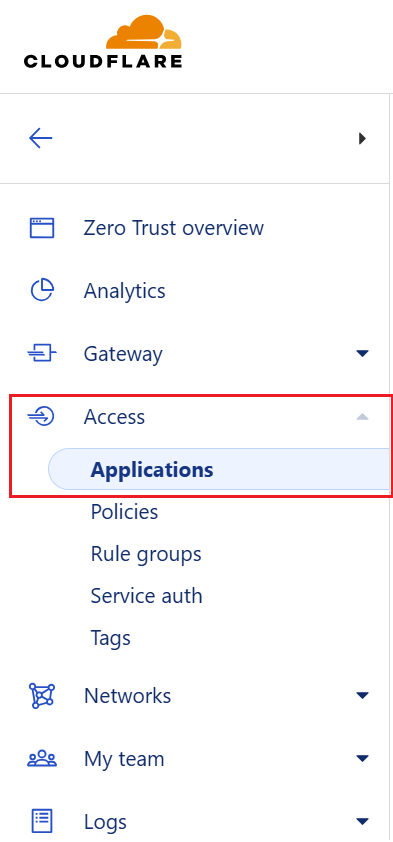 CLOUDFLARE
Zero Trust overview
Analytics
Gateway
Access
Applications
Policies
Rule groups
Service auth
Tags
Networks
My team
Logs